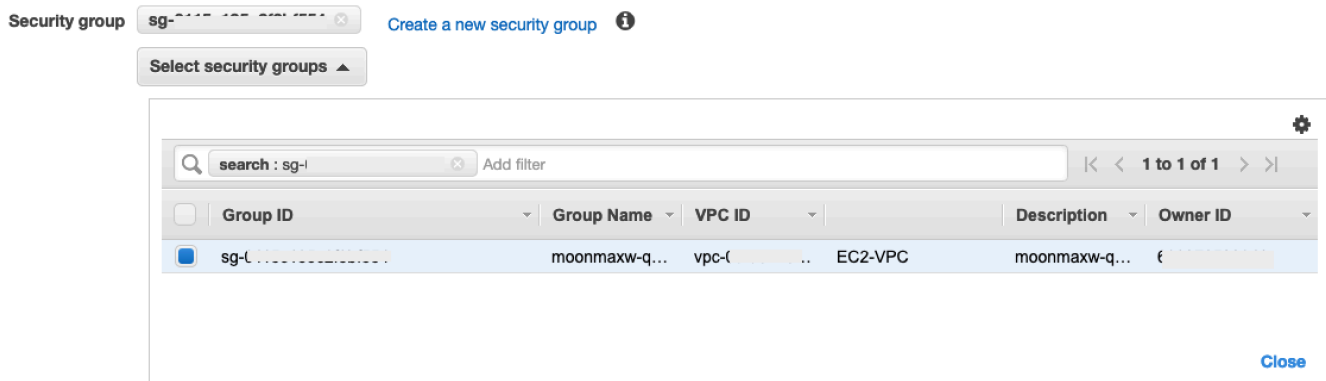 Security group sg- Create a new security group
Select security groups
search : sg- Add filter 1 to 1 of 1
Group ID Group Name VPC ID Description Owner ID
sg- moonmaxw-q... vpc- .. EC2-VPC moonmaxw-q... 6
Close